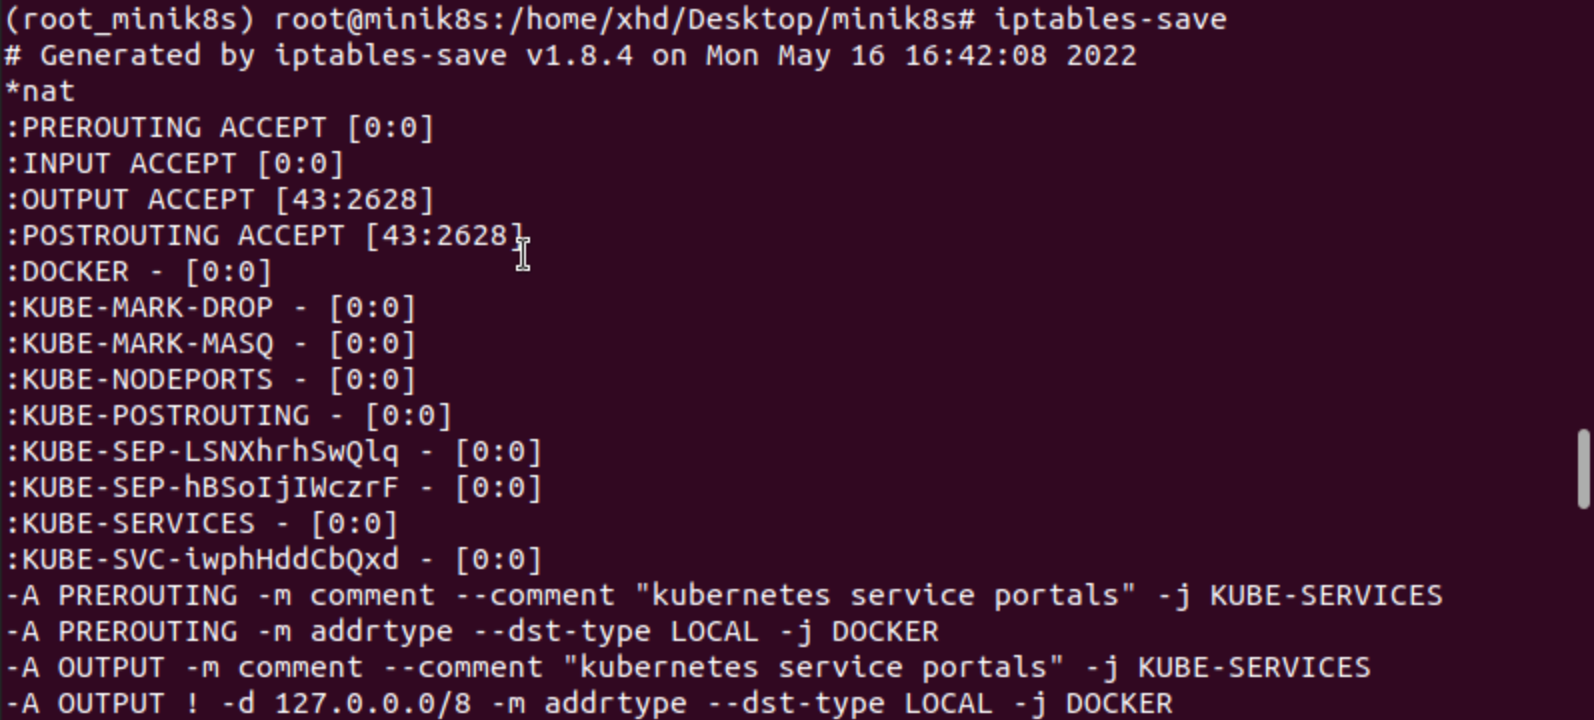 (root_minik8s) root@minik8s:/home/xhd/Desktop/minik8s# iptables-save
# Generated by iptables-save v1.8.4 on Mon May 16 16:42:08 2022
*nat
:PREROUTING ACCEPT [0:0]
:INPUT ACCEPT [0:0]
:OUTPUT ACCEPT [43:2628]
:POSTROUTING ACCEPT [43:2628]
:DOCKER - [0:0]
:KUBE-MARK-DROP - [0:0]
:KUBE-MARK-MASQ - [0:0]
:KUBE-NODEPORTS - [0:0]
:KUBE-POSTROUTING - [0:0]
:KUBE-SEP-LSNXhrhSwQlq - [0:0]
:KUBE-SEP-hBSoIjIWczrF - [0:0]
:KUBE-SERVICES - [0:0]
:KUBE-SVC-iwphHddCbQxd - [0:0]
-A PREROUTING -m comment --comment "kubernetes service portals" -j KUBE-SERVICES
-A PREROUTING -m addrtype --dst-type LOCAL -j DOCKER
-A OUTPUT -m comment --comment "kubernetes service portals" -j KUBE-SERVICES
-A OUTPUT ! -d 127.0.0.0/8 -m addrtype --dst-type LOCAL -j DOCKER